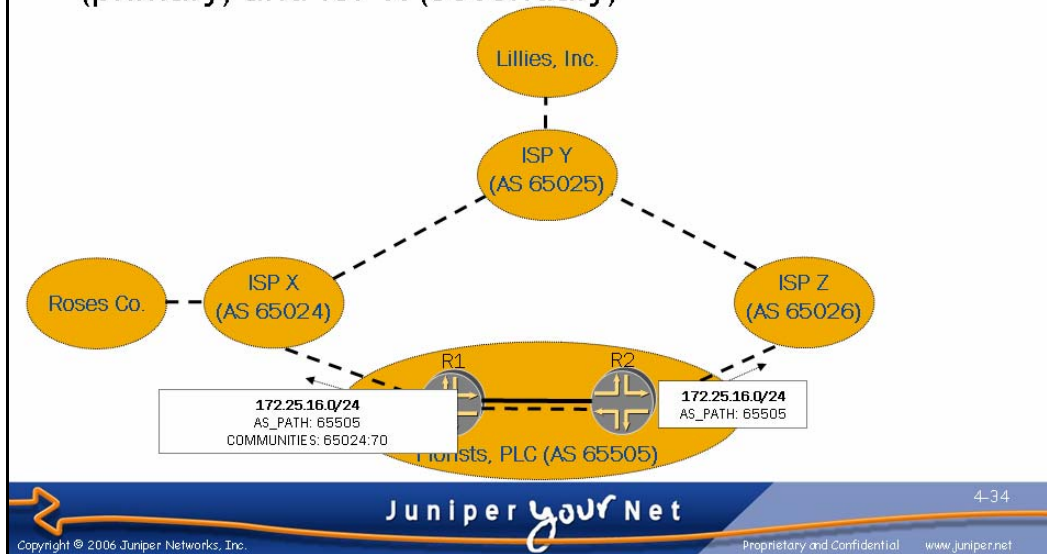 Lillies, Inc.
ISP Y
(AS 65025)
Roses Co.
ISP X
(AS 65024)
ISP Z
(AS 65026)
R1
R2
172.25.16.0/24
AS_PATH: 65505
COMMUNITIES: 65024:70
172.25.16.0/24
AS_PATH: 65505
PLC (AS 65505)
Juniper your Net
4-34
Copyright © 2006 Juniper Networks, Inc.
Proprietary and Confidential
www.juniper.net